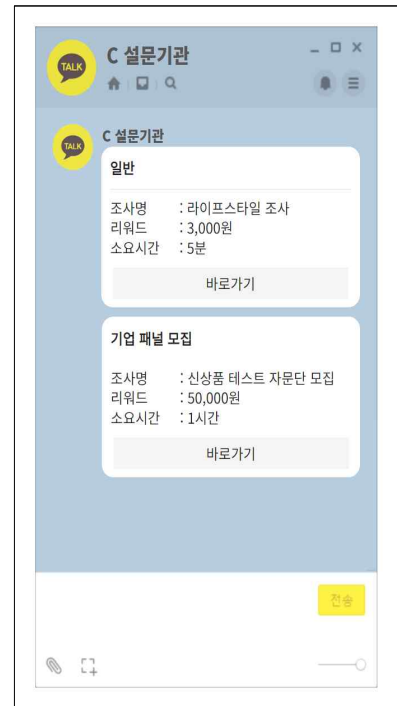 TALK
C 설문기관
TALK
C 설문기관
일반
조사명 : 라이프스타일 조사
리워드 : 3,000원
소요시간 : 5분
바로가기
기업 패널 모집
조사명 : 신상품 테스트 자문단 모집
리워드 : 50,000원
소요시간 : 1시간
바로가기
전송